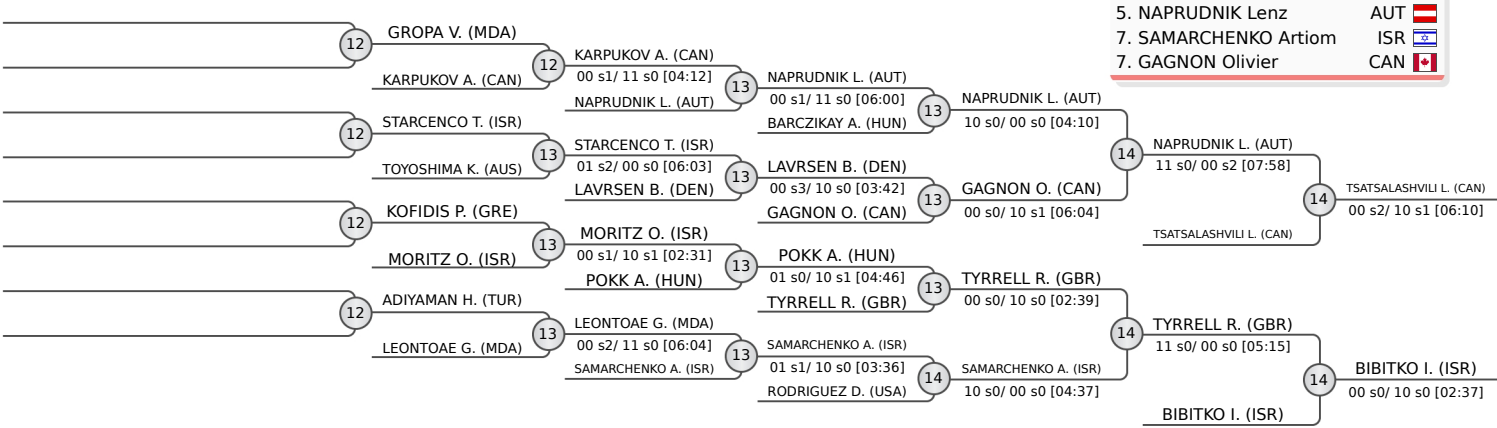 5. NAPRUDNIK Lenz AUT
7. SAMARCHENKO Artiom ISR
7. GAGNON Olivier CAN
12
GROPA V. (MDA)
KARPUKOV A. (CAN)
12
KARPUKOV A. (CAN)
00 s1/ 11 s0 [04:12]
NAPRUDNIK L. (AUT)
13
NAPRUDNIK L. (AUT)
00 s1/ 11 s0 [06:00]
BARCZIKAY A. (HUN)
13
NAPRUDNIK L. (AUT)
10 s0/ 00 s0 [04:10]
12
STARCENCO T. (ISR)
TOYOSHIMA K. (AUS)
13
STARCENCO T. (ISR)
01 s2/ 00 s0 [06:03]
LAVRSEN B. (DEN)
13
LAVRSEN B. (DEN)
00 s3/ 10 s0 [03:42]
GAGNON O. (CAN)
13
GAGNON O. (CAN)
00 s0/ 10 s1 [06:04]
14
NAPRUDNIK L. (AUT)
11 s0/ 00 s2 [07:58]
TSATSALASHVILI L. (CAN)
14
TSATSALASHVILI L. (CAN)
00 s2/ 10 s1 [06:10]
12
KOFIDIS P. (GRE)
MORITZ O. (ISR)
13
MORITZ O. (ISR)
00 s1/ 10 s1 [02:31]
POKK A. (HUN)
13
POKK A. (HUN)
01 s0/ 10 s1 [04:46]
TYRRELL R. (GBR)
13
TYRRELL R. (GBR)
00 s0/ 10 s0 [02:39]
12
ADIYAMAN H. (TUR)
LEONTOAE G. (MDA)
13
LEONTOAE G. (MDA)
00 s2/ 11 s0 [06:04]
SAMARCHENKO A. (ISR)
13
SAMARCHENKO A. (ISR)
01 s1/ 10 s0 [03:36]
RODRIGUEZ D. (USA)
14
SAMARCHENKO A. (ISR)
10 s0/ 00 s0 [04:37]
14
TYRRELL R. (GBR)
11 s0/ 00 s0 [05:15]
BIBITKO I. (ISR)
14
BIBITKO I. (ISR)
00 s0/ 10 s0 [02:37]